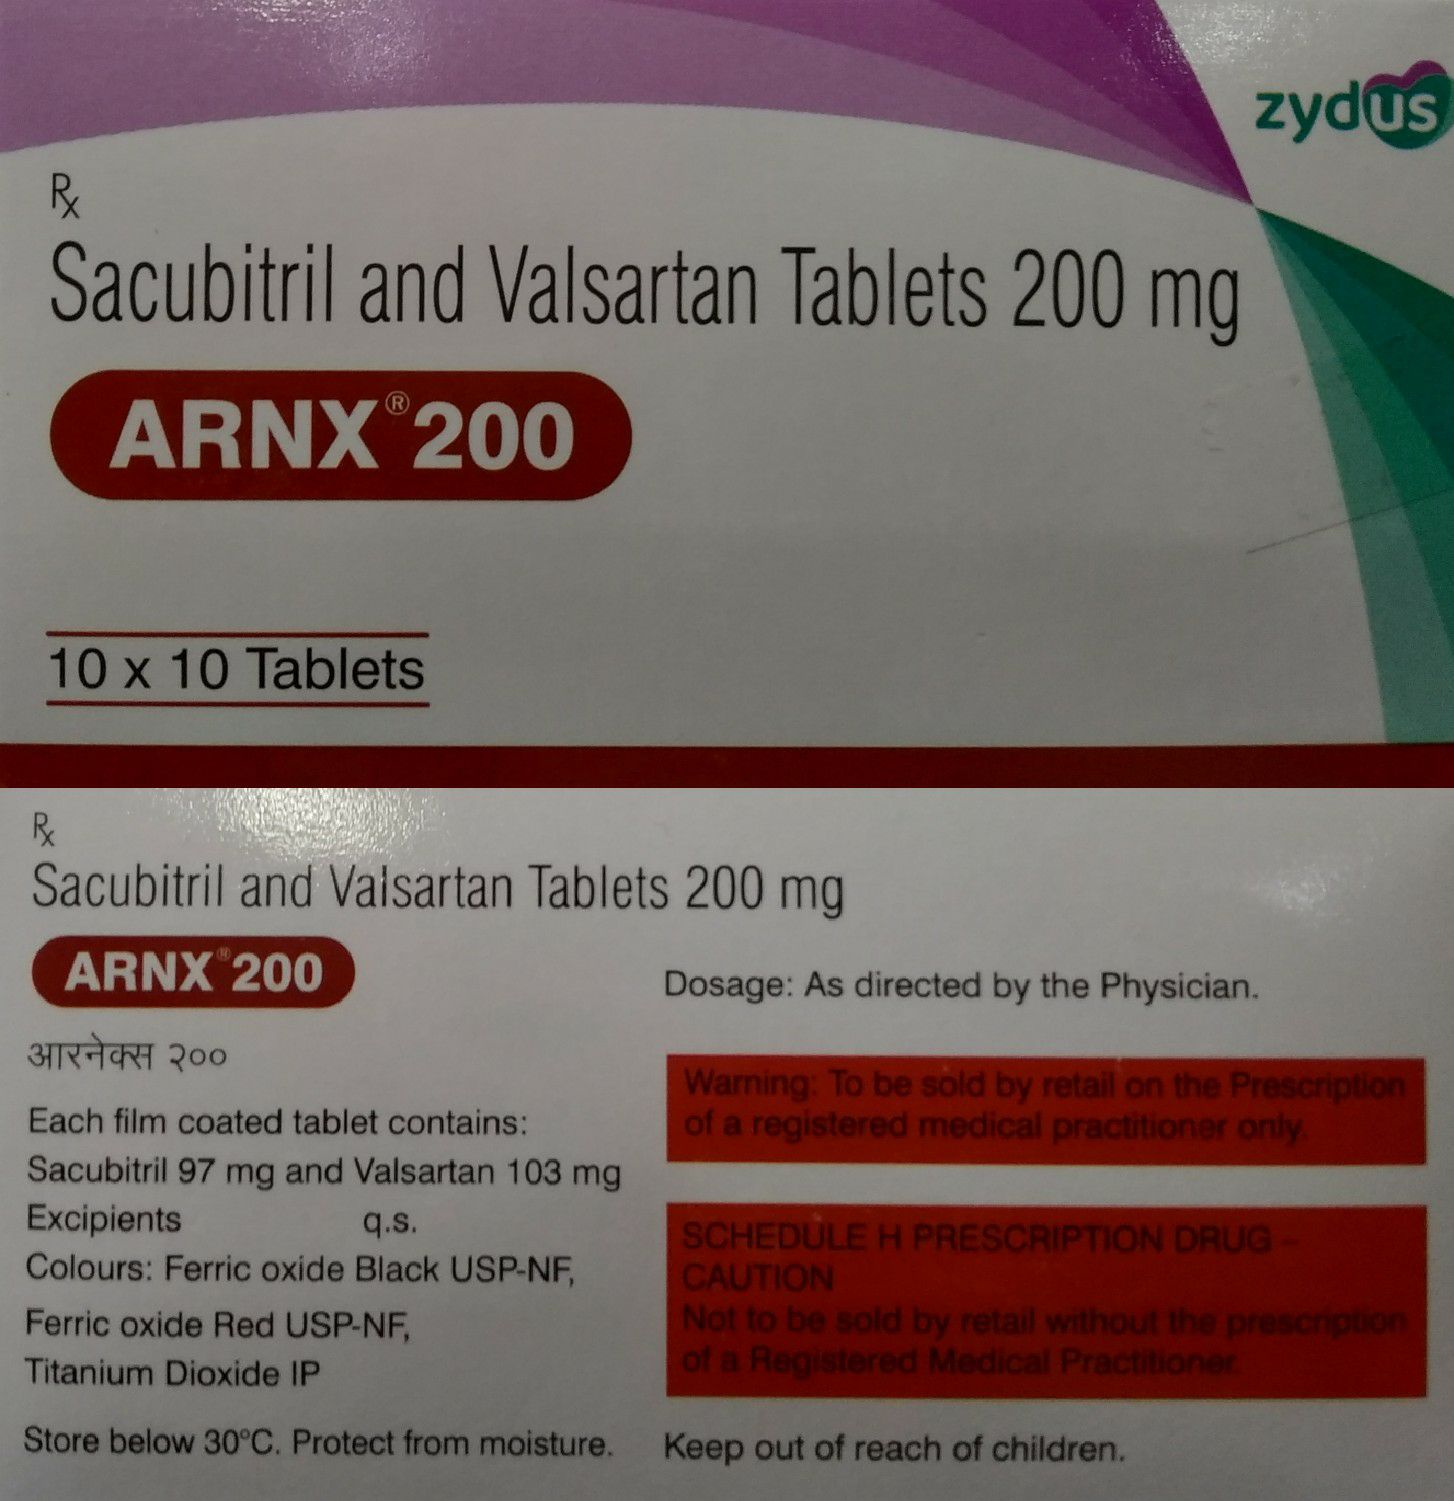 zydus
Rx
Sacubitril and Valsartan Tablets 200 mg
ARNX® 200
10 x 10 Tablets
Rx
Sacubitril and Valsartan Tablets 200 mg
ARNX® 200
आरनेक्स २००
Each film coated tablet contains:
Sacubitril 97 mg and Valsartan 103 mg
Excipients q.s.
Colours: Ferric oxide Black USP-NF,
Ferric oxide Red USP-NF,
Titanium Dioxide IP
Store below 30°C. Protect from moisture.
Dosage: As directed by the Physician.
Warning: To be sold by retail on the Prescription
of a registered medical practitioner only.
SCHEDULE H PRESCRIPTION DRUG –
CAUTION
Not to be sold by retail without the prescription
of a Registered Medical Practitioner.
Keep out of reach of children.